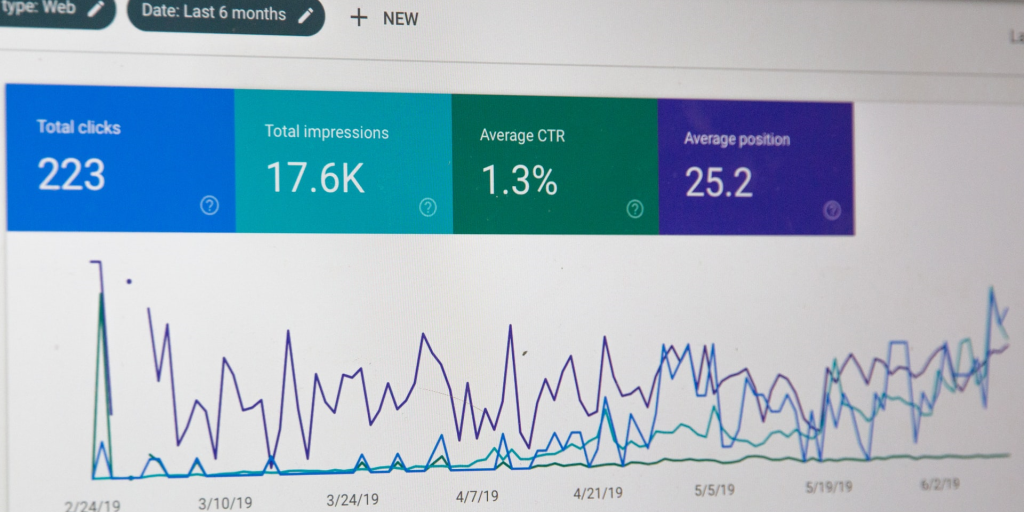 type: Web
Date: Last 6 months
+ NEW
Total clicks
223
Total impressions
17.6K
Average CTR
1.3%
Average position
25.2
2/24/19
3/10/19
3/24/19
4/7/19
4/21/19
5/5/19
5/19/19
6/2/19